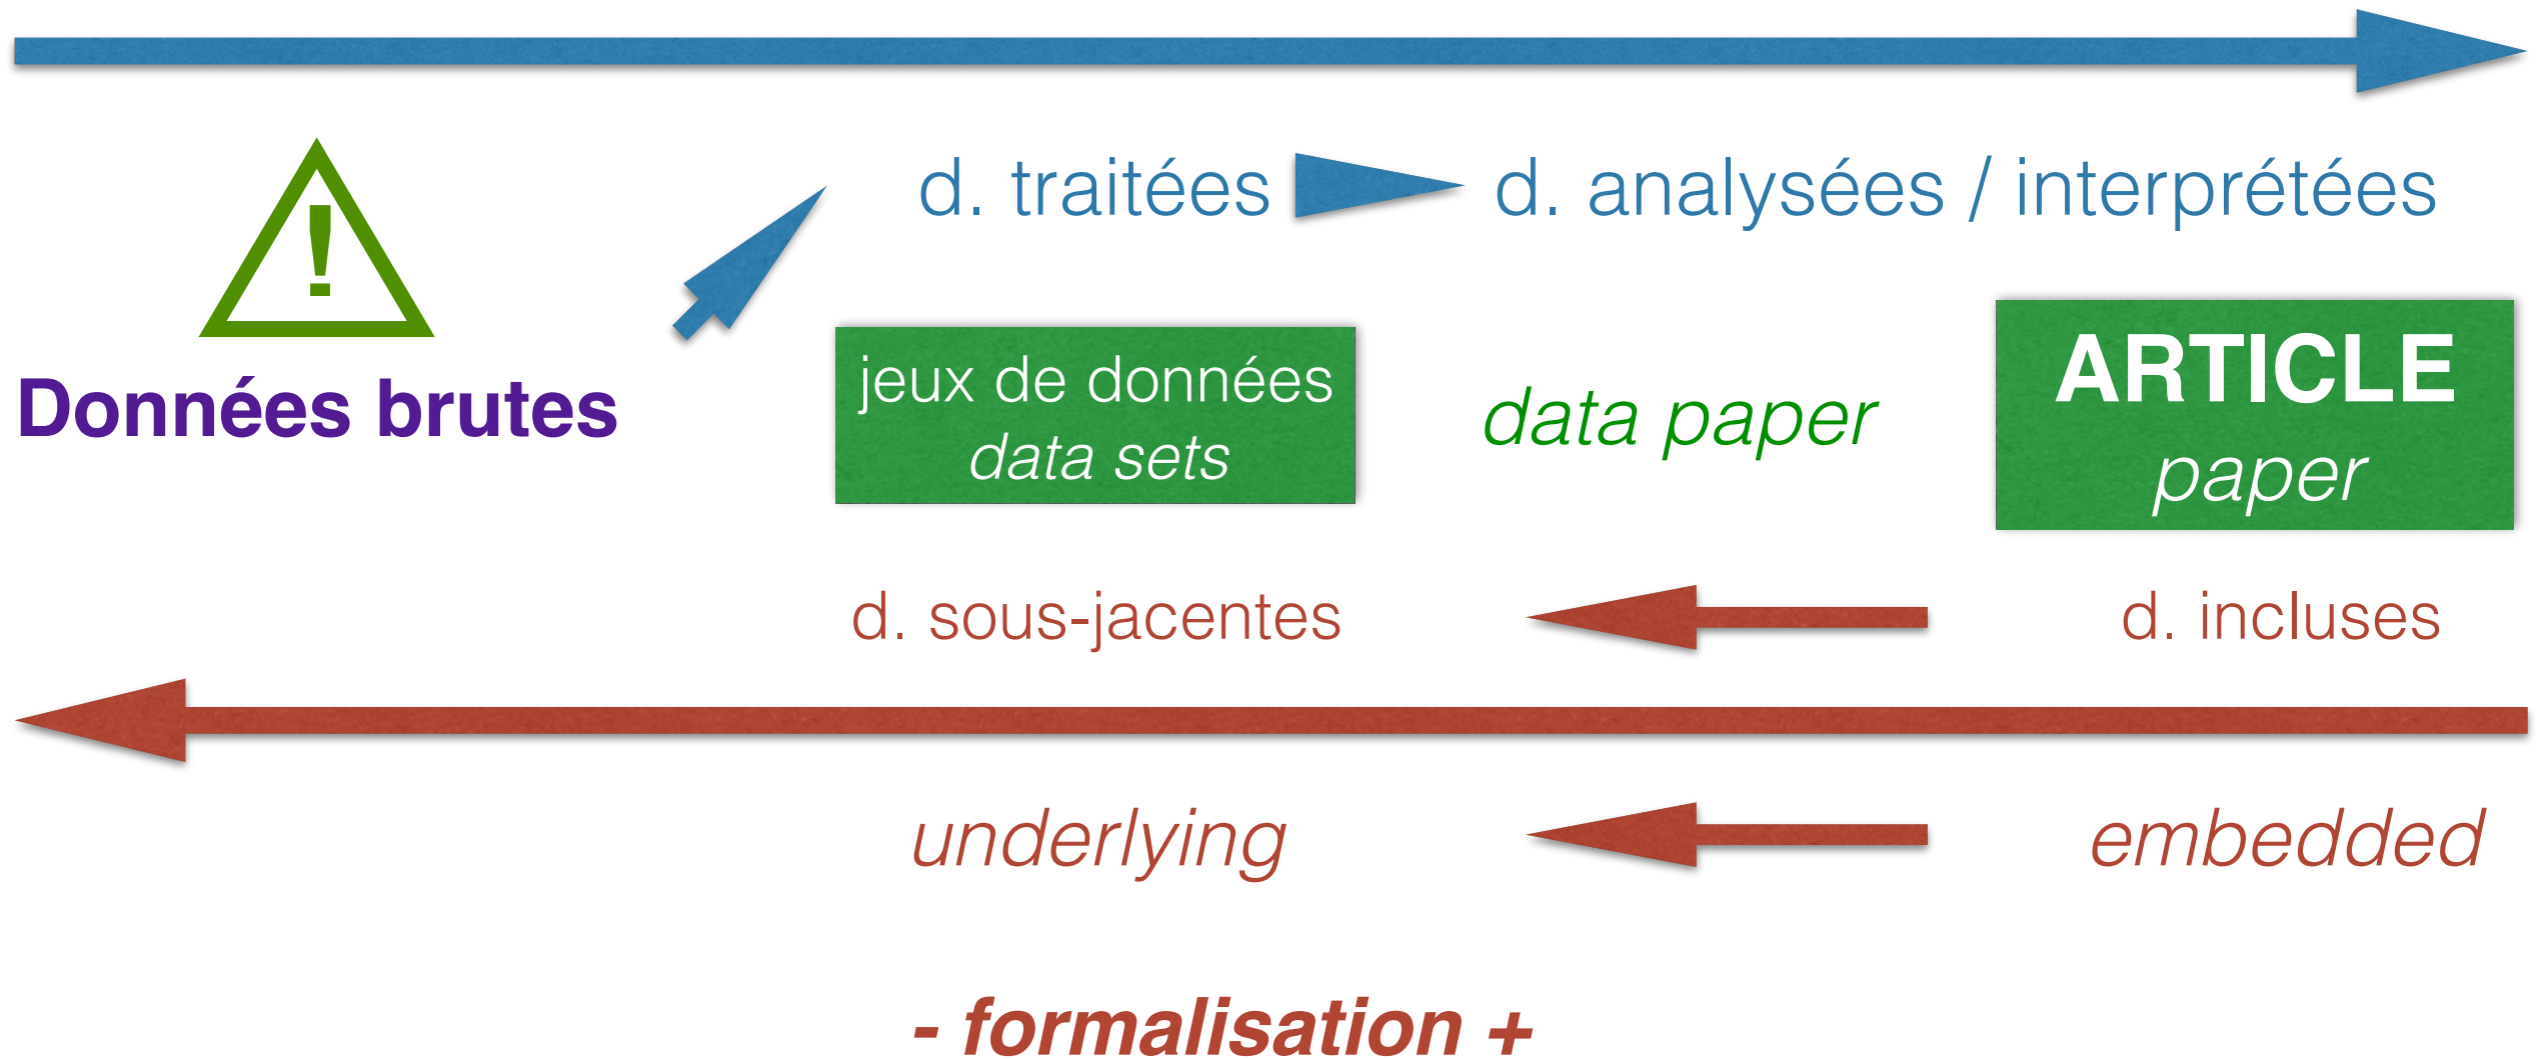 d. traitées
d. analysées / interprétées
!
Données brutes
jeux de données
data sets
data paper
ARTICLE
paper
d. sous-jacentes
d. incluses
underlying
embedded
- formalisation +